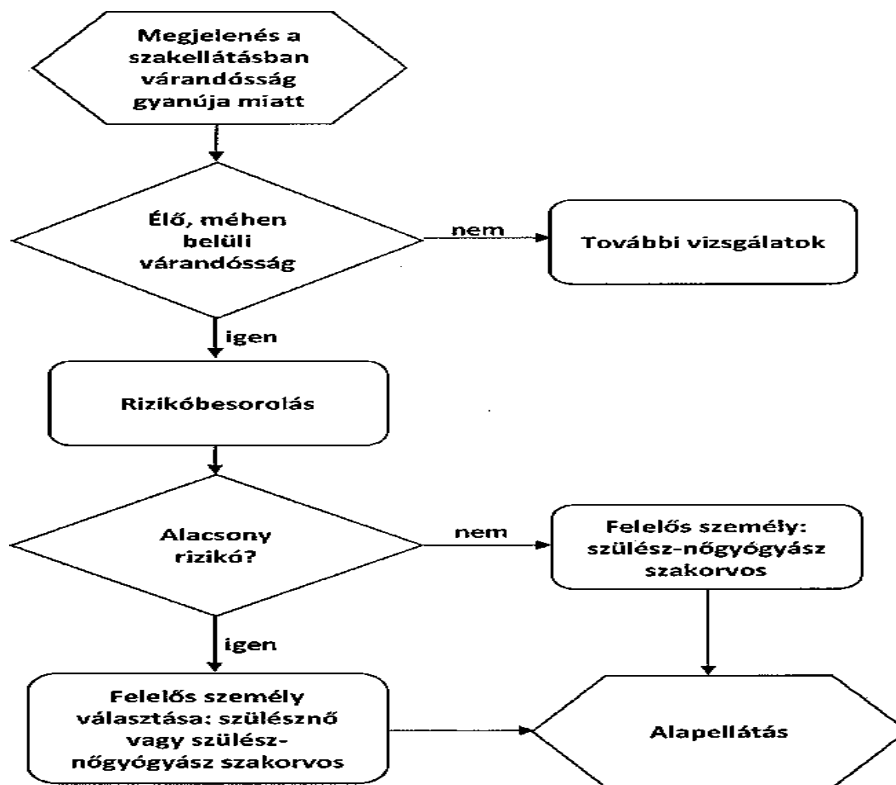 Megjelenés a
szakellátásban
várandósság
gyanúja miatt
Élő, méhen
belüli
várandósság
nem
További vizsgálatok
igen
Rizikóbesorolás
Alacsony
rizikó?
nem
Felelős személy:
szülész-nőgyógyász
szakorvos
igen
Felelős személy
választása: szülésznő
vagy szülész-
nőgyógyász szakorvos
Alapellátás